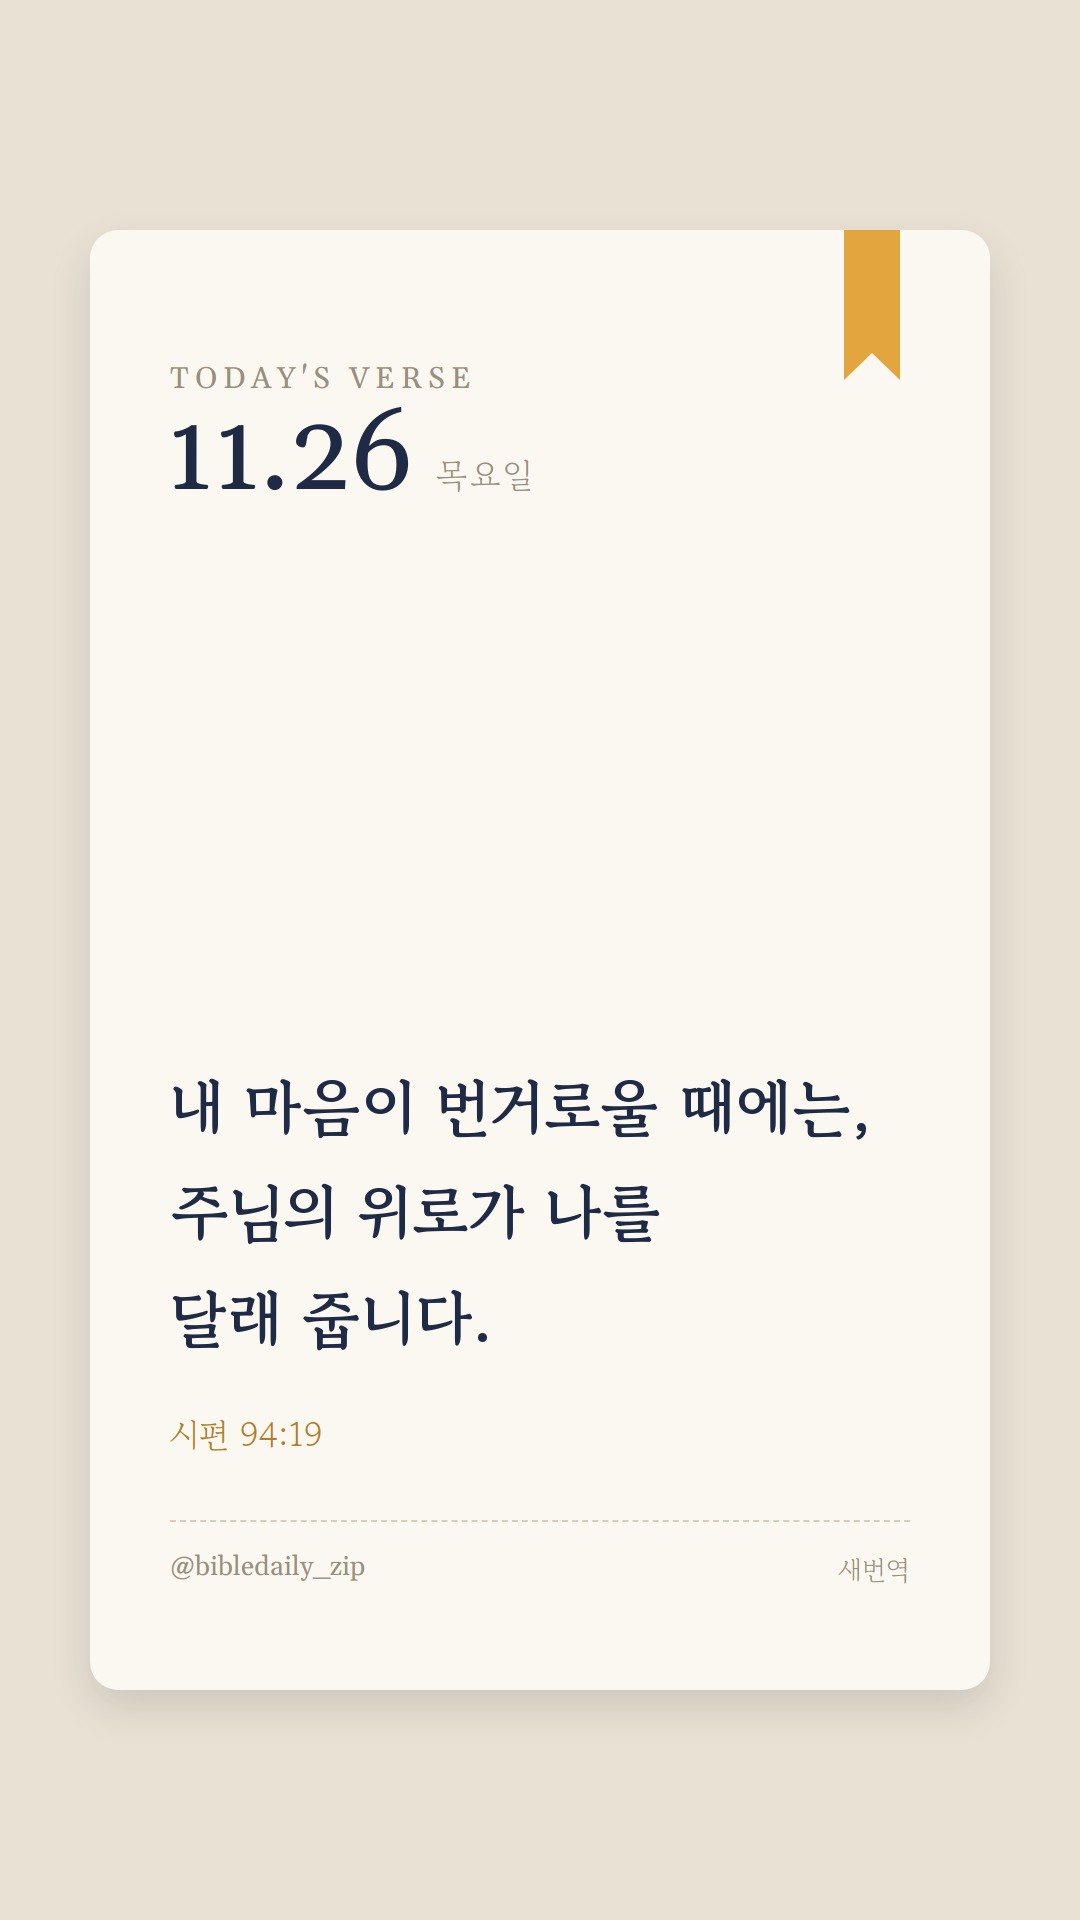 TODAY'S VERSE
11.26 목요일
내 마음이 번거로울 때에는,
주님의 위로가 나를
달래 줍니다.
시편 94:19
@bibledaily_zip 새번역